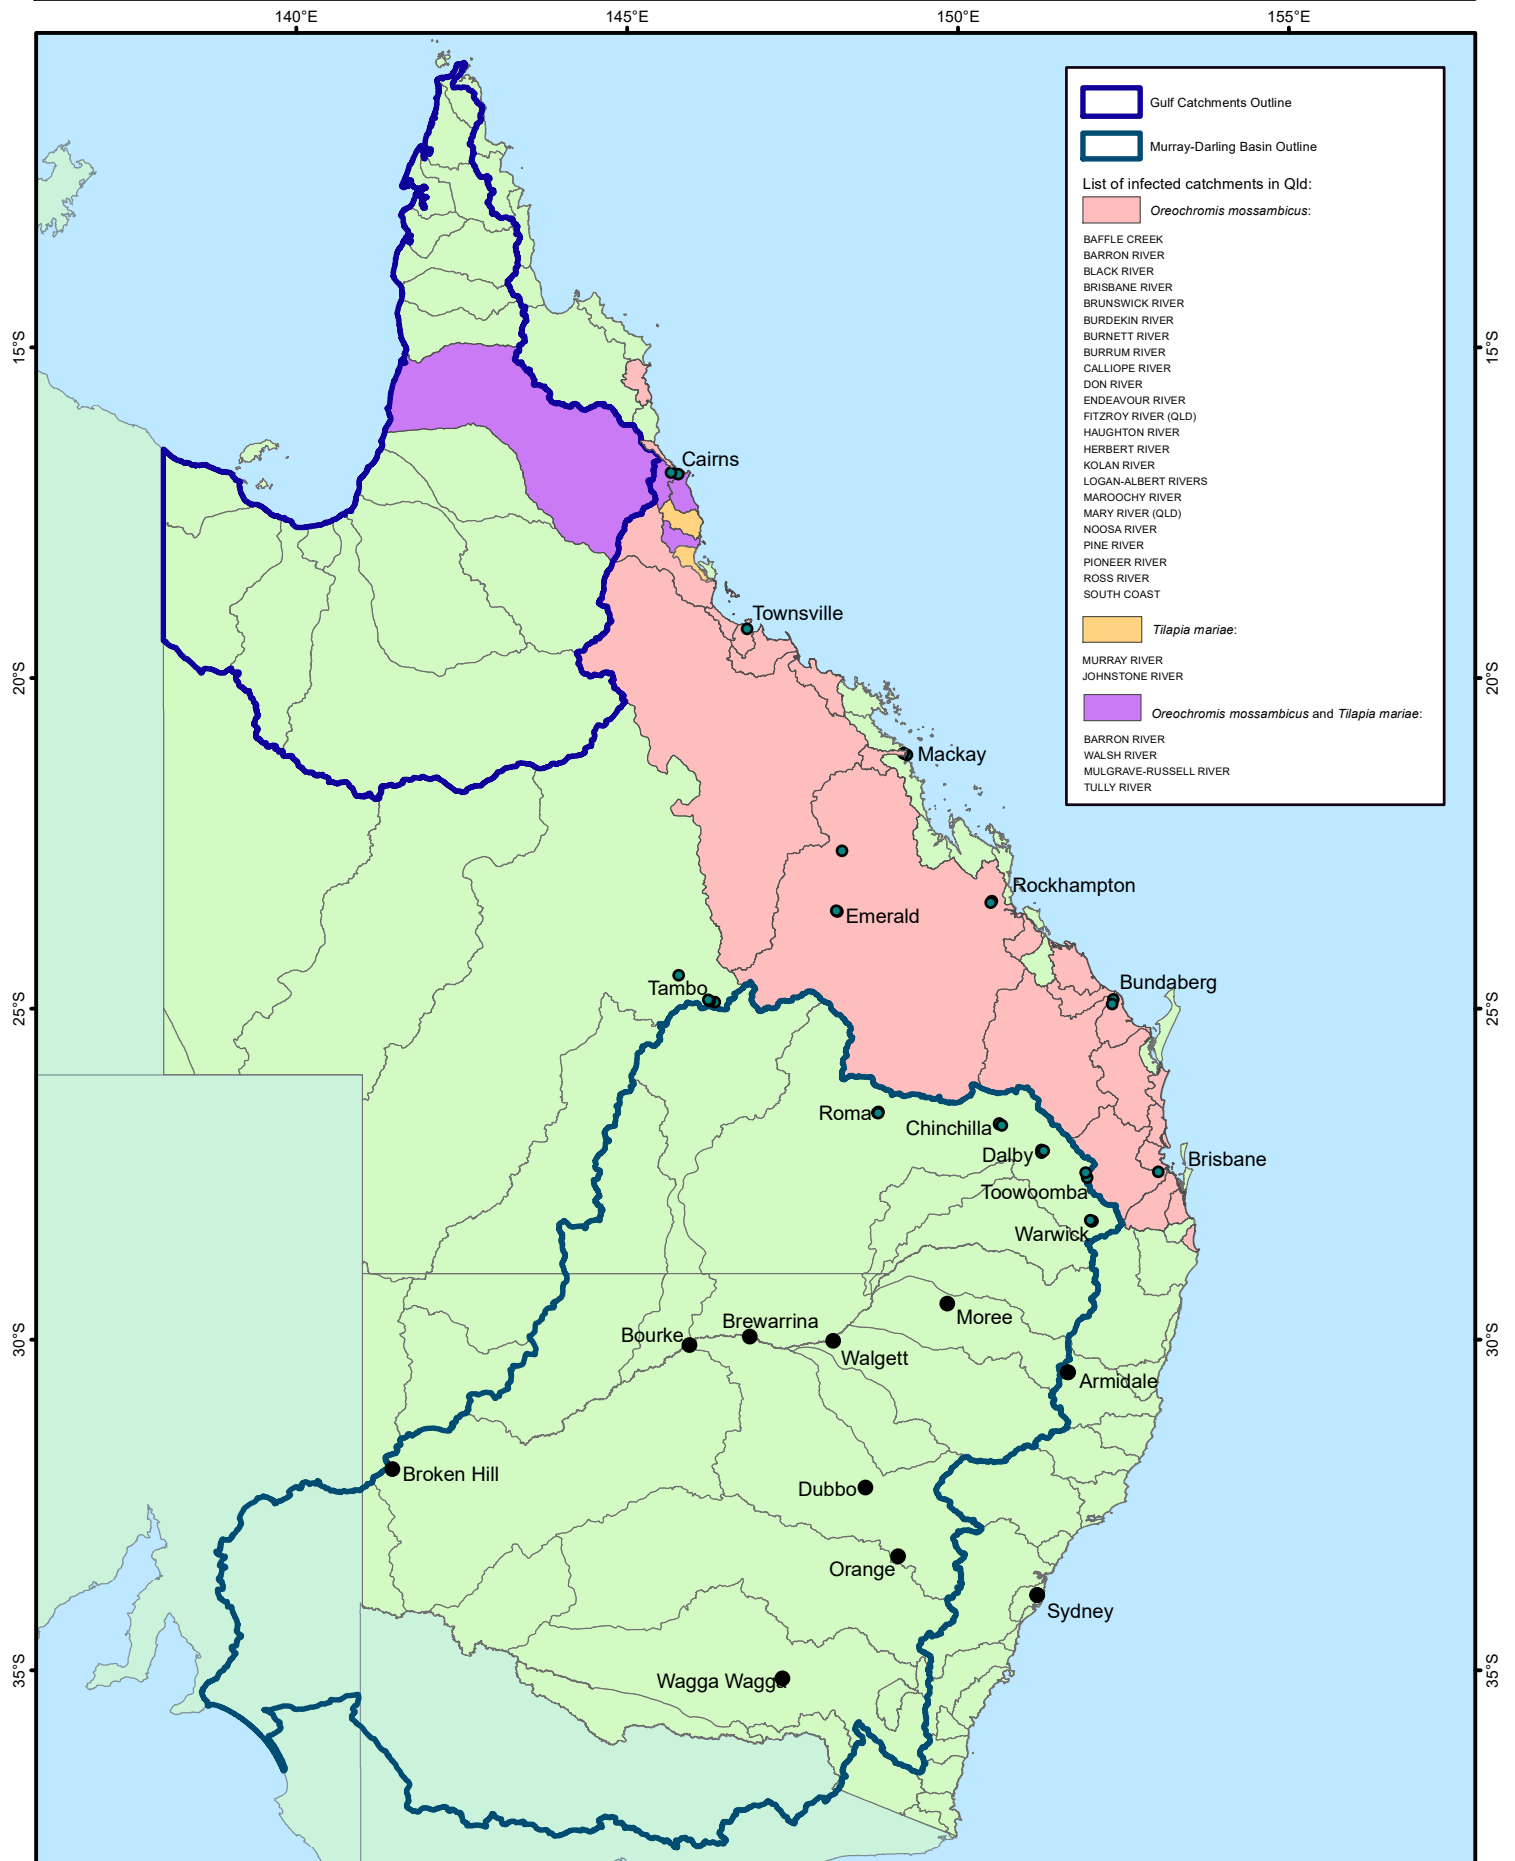 140°E
145°E
150°E
155°E
Gulf Catchments Outline
Murray-Darling Basin Outline
List of infected catchments in Qld:
Oreochromis mossambicus:
BAFFLE CREEK
BARRON RIVER
BLACK RIVER
BRISBANE RIVER
BRUNSWICK RIVER
BURDEKIN RIVER
BURNETT RIVER
BURRUM RIVER
CALLIOPE RIVER
DON RIVER
ENDEAVOUR RIVER
FITZROY RIVER (QLD)
HAUGHTON RIVER
HERBERT RIVER
KOLAN RIVER
LOGAN-ALBERT RIVERS
MAROOCHY RIVER
MARY RIVER (QLD)
NOOSA RIVER
PINE RIVER
PIONEER RIVER
ROSS RIVER
SOUTH COAST
Tilapia mariae:
MURRAY RIVER
JOHNSTONE RIVER
Oreochromis mossambicus and Tilapia mariae:
BARRON RIVER
WALSH RIVER
MULGRAVE-RUSSELL RIVER
TULLY RIVER
15°S
15°S
Cairns
Townsville
20°S
20°S
Mackay
Rockhampton
Emerald
Tambo
Bundaberg
25°S
25°S
Roma
Chinchilla
Dalby
Brisbane
Toowoomba
Warwick
Moree
Brewarrina
Bourke
30°S
30°S
Walgett
Armidale
Broken Hill
Dubbo
Orange
Sydney
35°S
35°S
Wagga Wagga